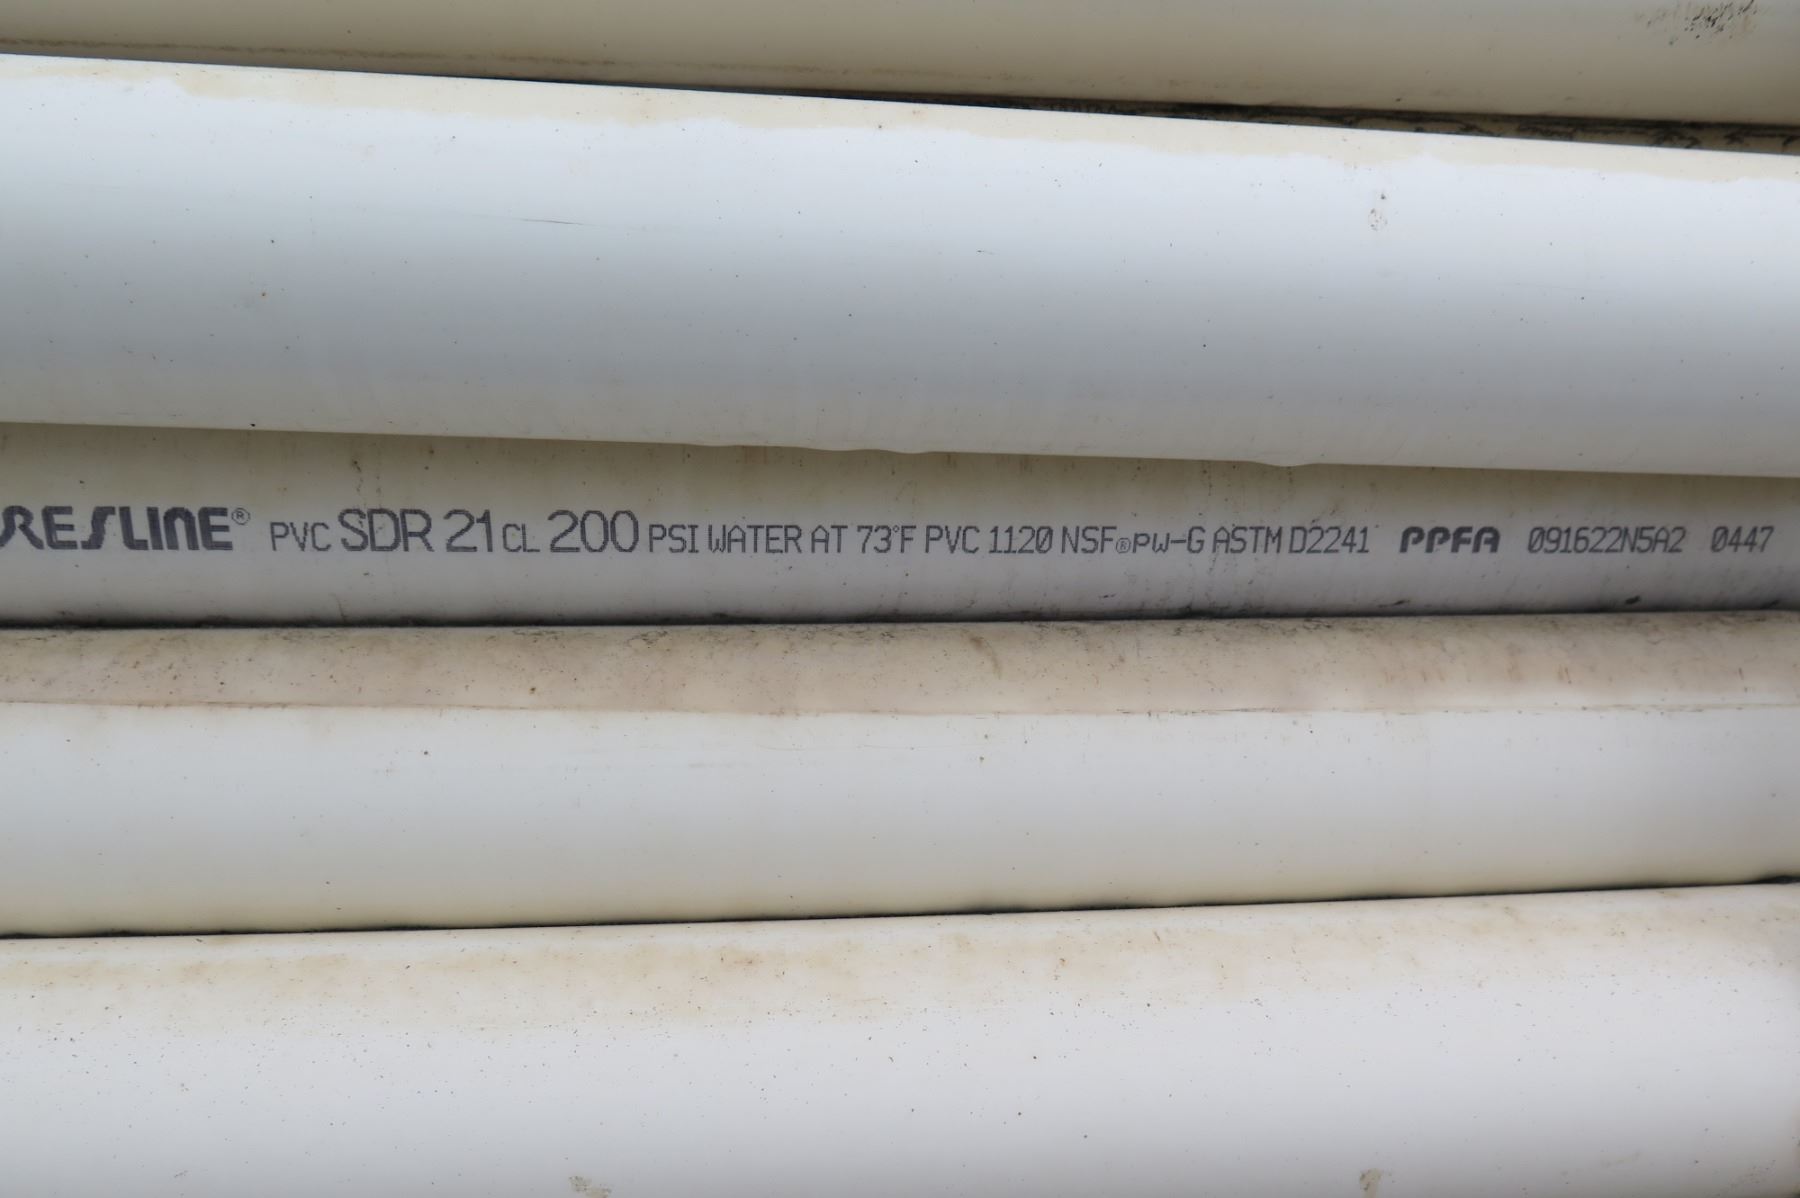 RESLINE® PVC SDR 21 CL 200 PSI WATER AT 73°F PVC 1120 NSF®PW-G ASTM D2241 PPFA 091622N5A2 0447